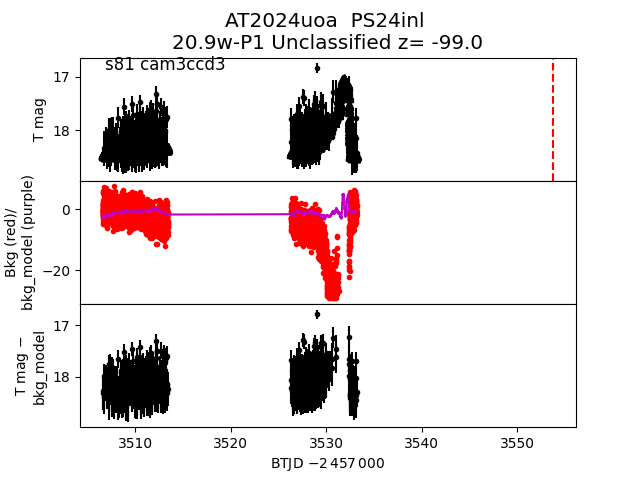 AT2024uoa  PS24inl
20.9w-P1 Unclassified z= -99.0
s81 cam3ccd3
17
18
T mag
0
−20
Bkg (red)/
bkg_model (purple)
17
18
T mag −
bkg_model
3510 3520 3530 3540 3550
BTJD −2 457 000